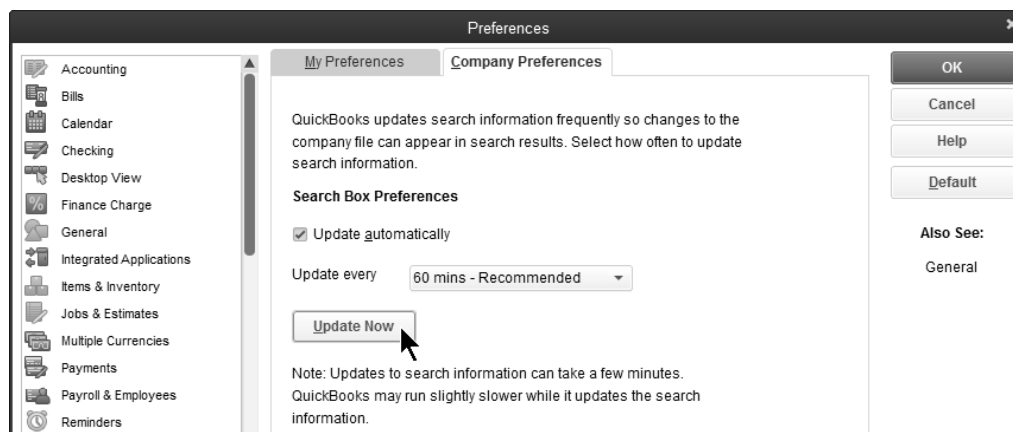 Preferences
Accounting
Bills
Calendar
Checking
Desktop View
Finance Charge
General
Integrated Applications
Items & Inventory
Jobs & Estimates
Multiple Currencies
Payments
Payroll & Employees
Reminders
My Preferences
Company Preferences
QuickBooks updates search information frequently so changes to the
company file can appear in search results. Select how often to update
search information.
Search Box Preferences
Update automatically
Update every 60 mins - Recommended
Update Now
Note: Updates to search information can take a few minutes.
QuickBooks may run slightly slower while it updates the search
information.
OK
Cancel
Help
Default
Also See:
General